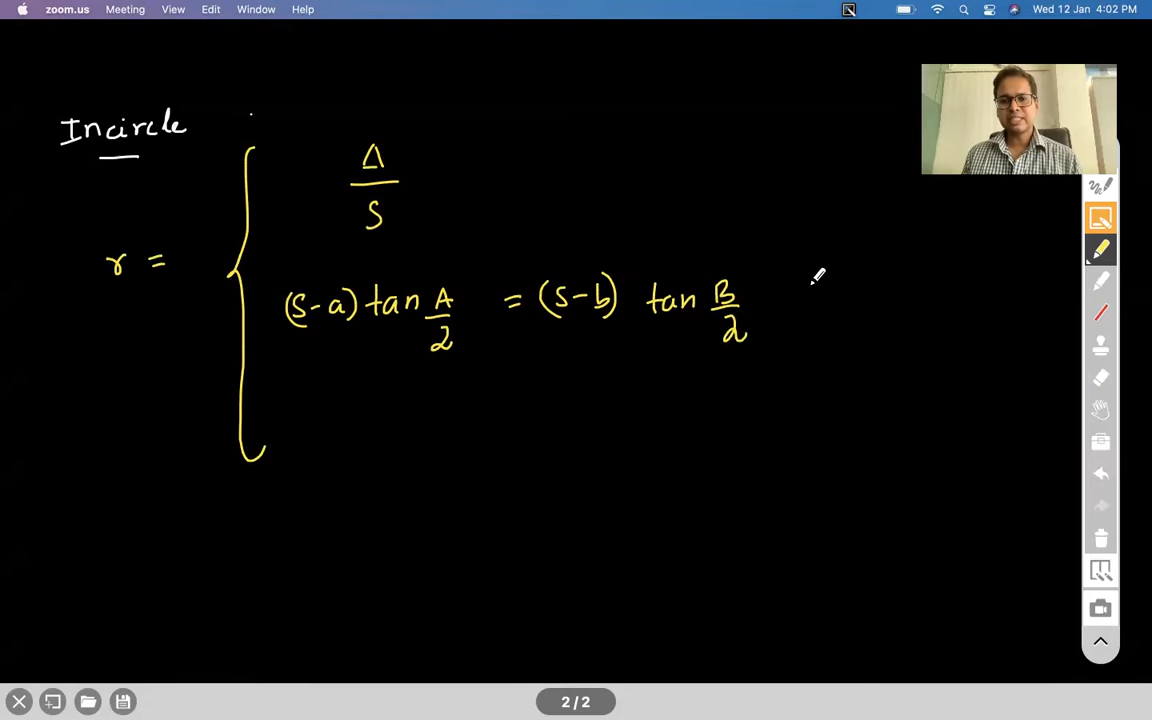 zoom.us Meeting View Edit Window Help Wed 12 Jan 4:02 PM
Incircle
r =
Δ
s
(s-a) tan A/2 = (s-b) tan B/2
2/2